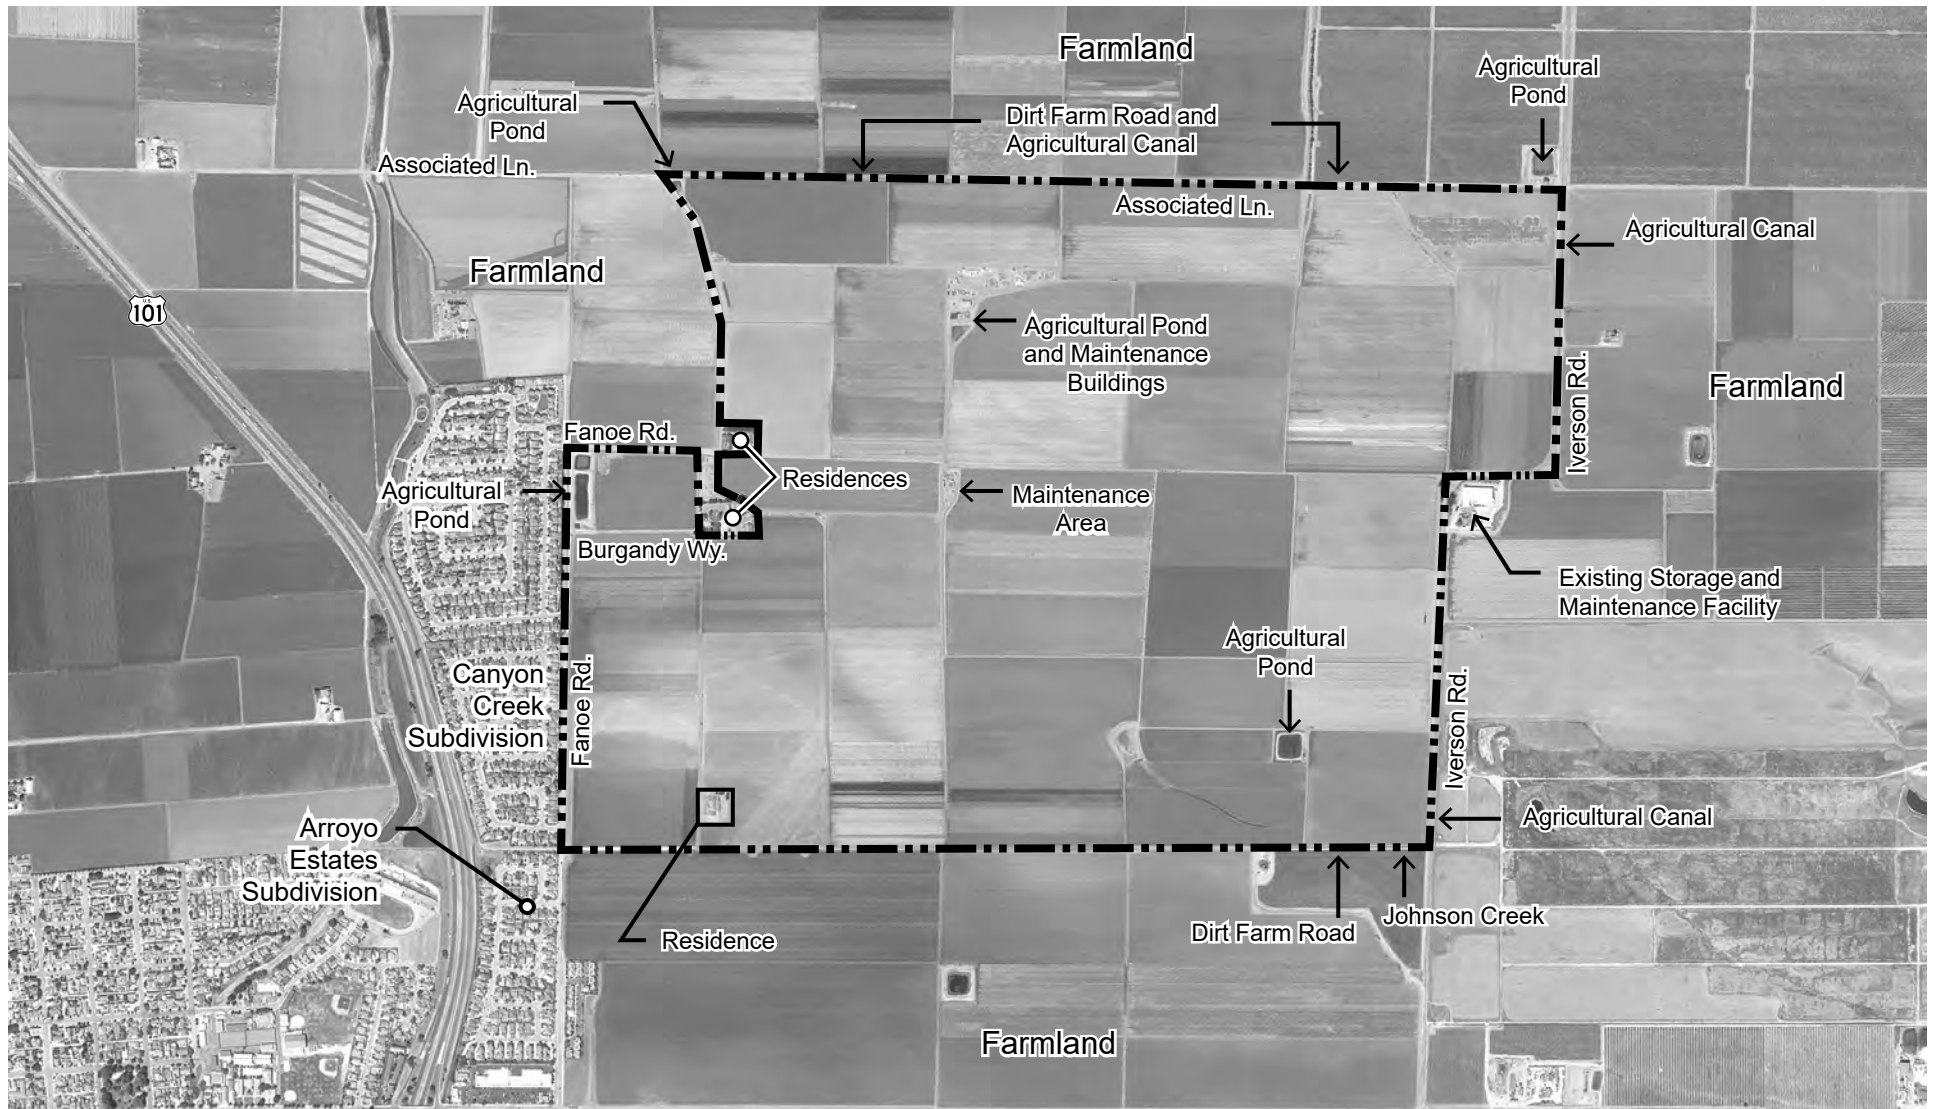 Farmland
Agricultural
Pond
Agricultural
Pond
Dirt Farm Road and
Agricultural Canal
Associated Ln.
Associated Ln.
Agricultural Canal
Farmland
U.S.
101
Agricultural Pond
and Maintenance
Buildings
Iverson Rd.
Farmland
Fanoe Rd.
Residences
Agricultural
Pond
Maintenance
Area
Burgandy Wy.
Existing Storage and
Maintenance Facility
Agricultural
Pond
Canyon
Creek
Subdivision
Fanoe Rd.
Iverson Rd.
Agricultural Canal
Arroyo
Estates
Subdivision
Johnson Creek
Dirt Farm Road
Residence
Farmland